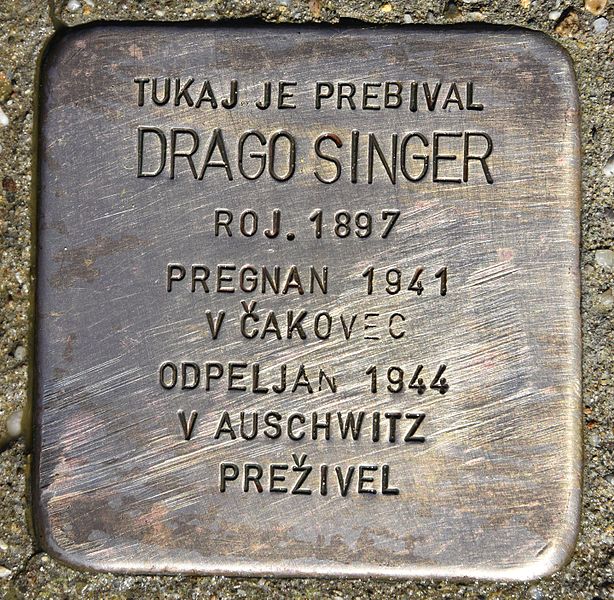 TUKAJ JE PREBIVAL
DRAGO SINGER
ROJ. 1897
PREGNAN 1941
V ČAKOVEC
ODPELJAN 1944
V AUSCHWITZ
PREŽIVEL